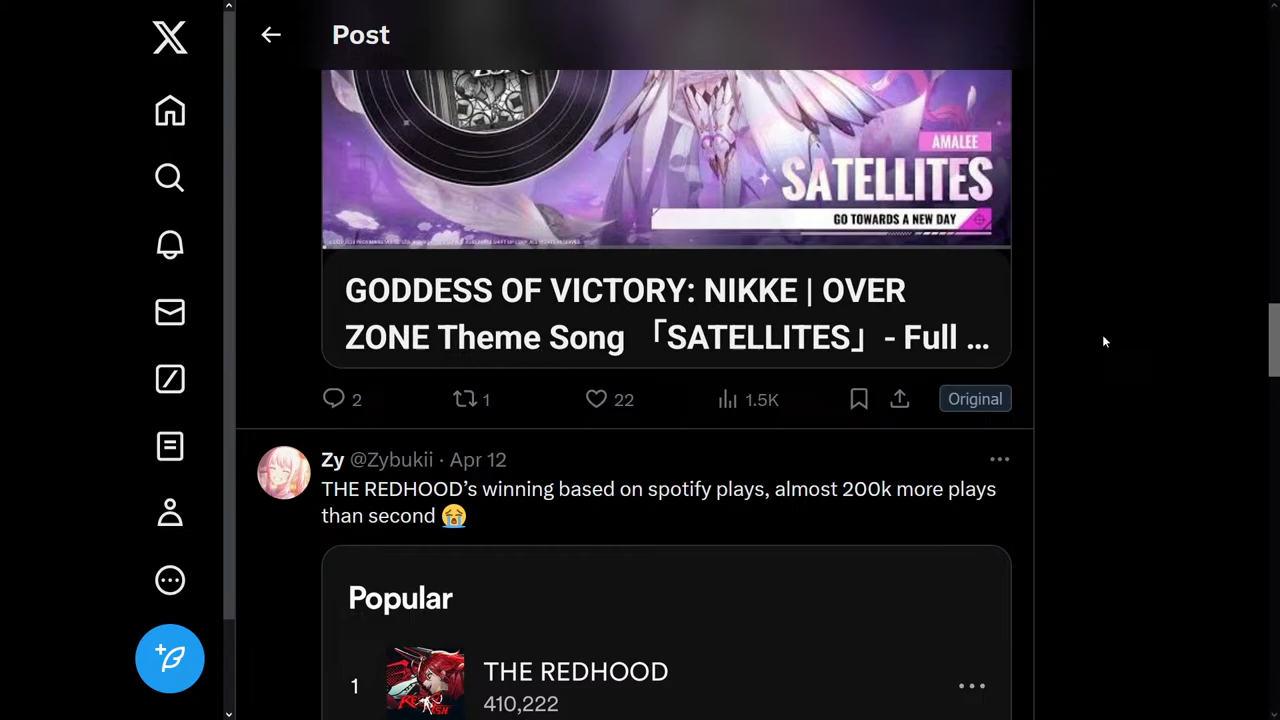 Post
AMALEE
SATELLITES
GO TOWARDS A NEW DAY
GODDESS OF VICTORY: NIKKE | OVER
ZONE Theme Song 「SATELLITES」 - Full ...
2
1
22
1.5K
Original
Zy @Zybukii · Apr 12
THE REDHOOD’s winning based on spotify plays, almost 200k more plays
than second 😭
Popular
1
THE REDHOOD
410,222